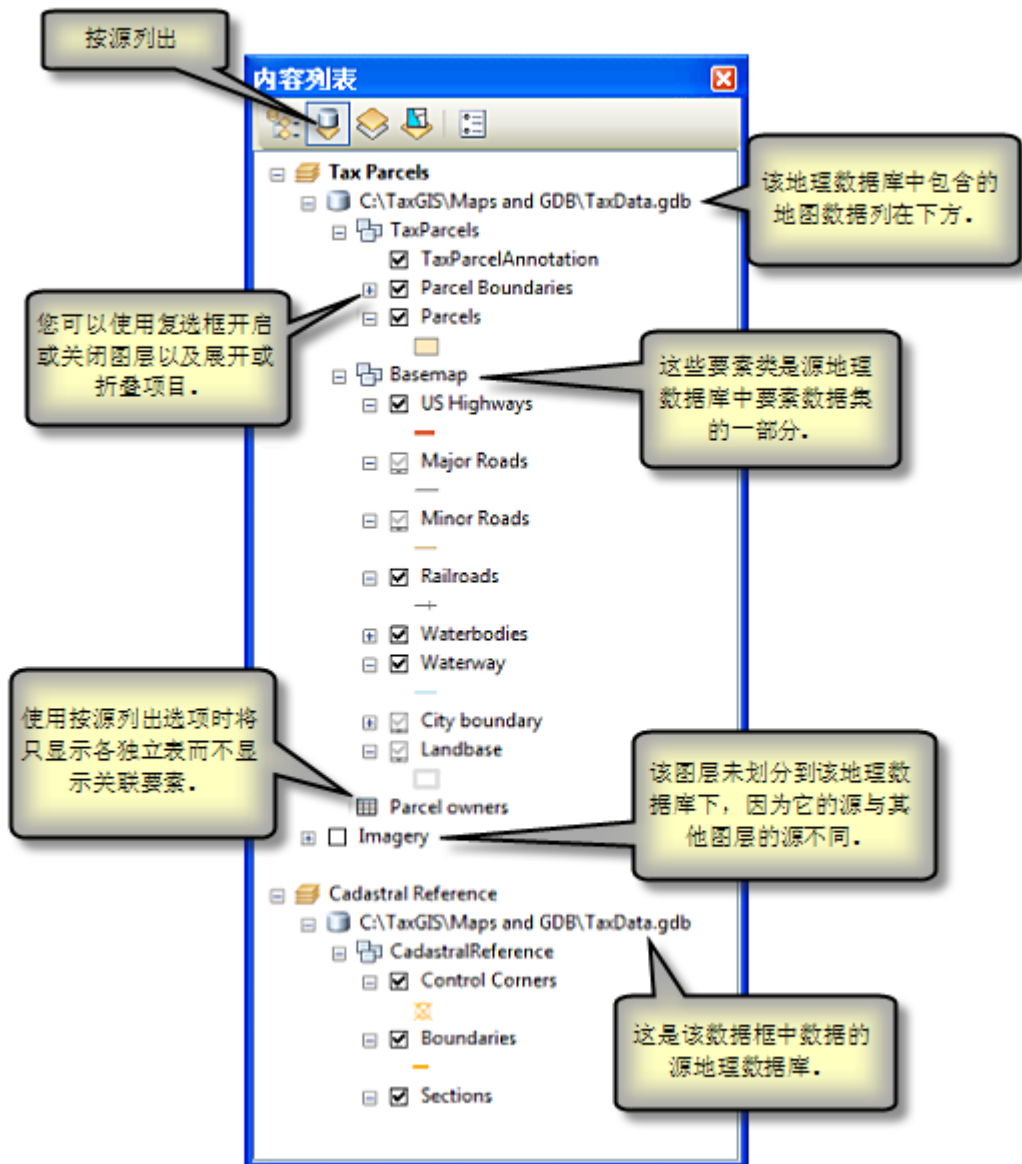 按源列出
内容列表
Tax Parcels
C:\TaxGIS\Maps and GDB\TaxData.gdb
该地理数据库中包含的
地图数据列在下方.
TaxParcels
TaxParcelAnnotation
Parcel Boundaries
Parcels
您可以使用复选框开启
或关闭图层以及展开或
折叠项目.
Basemap
这些要素类是源地理
数据库中要素数据集
的一部分.
US Highways
Major Roads
Minor Roads
Railroads
Waterbodies
Waterway
City boundary
Landbase
使用按源列出选项时将
只显示各独立表而不显
示关联要素.
Parcel owners
Imagery
该图层未划分到该地理数
据库下, 因为它的源与其
他图层的源不同.
Cadastral Reference
C:\TaxGIS\Maps and GDB\TaxData.gdb
CadastralReference
Control Corners
Boundaries
Sections
这是该数据框中数据的
源地理数据库.